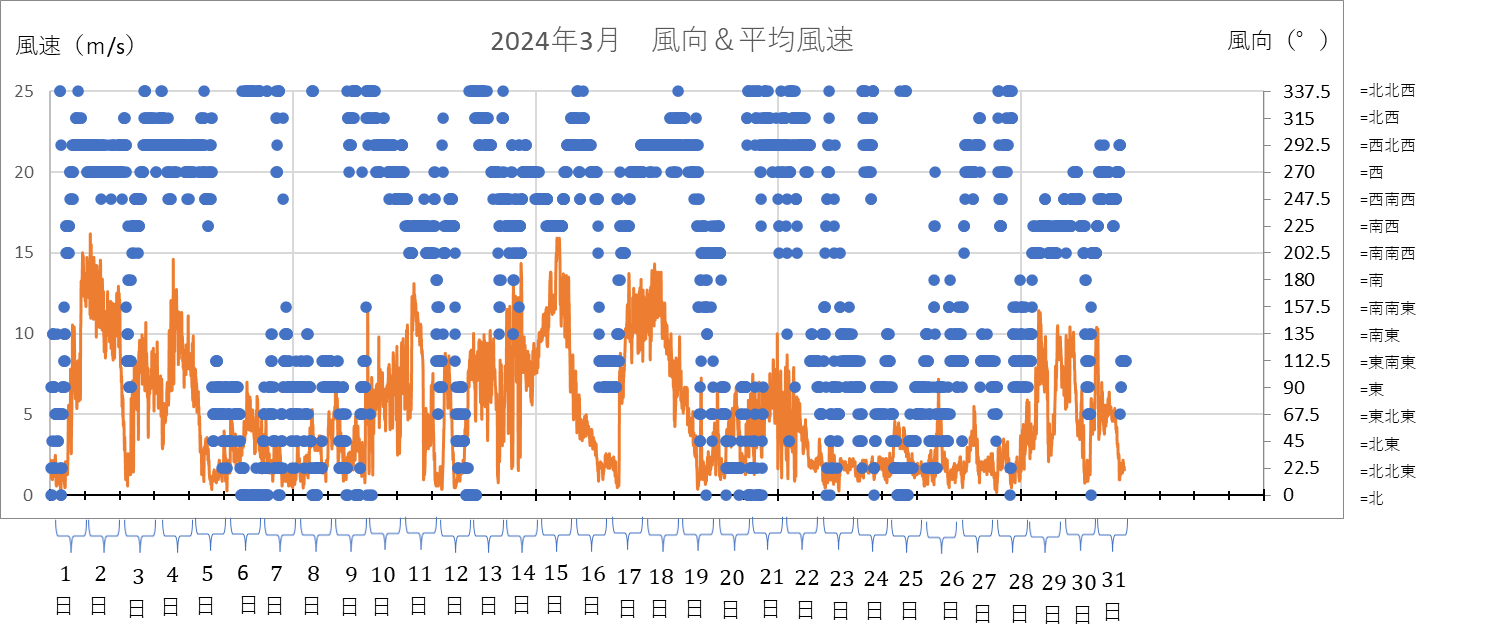 2024年3月　風向＆平均風速
風速（m/s）
風向（°）
25 337.5 =北北西
315 =北西
292.5 =西北西
20 270 =西
247.5 =西南西
225 =南西
15 202.5 =南南西
180 =南
157.5 =南南東
10 135 =南東
112.5 =東南東
90 =東
5 67.5 =東北東
45 =北東
22.5 =北北東
0 0 =北
1日 2日 3日 4日 5日 6日 7日 8日 9日 10日 11日 12日 13日 14日 15日 16日 17日 18日 19日 20日 21日 22日 23日 24日 25日 26日 27日 28日 29日 30日 31日